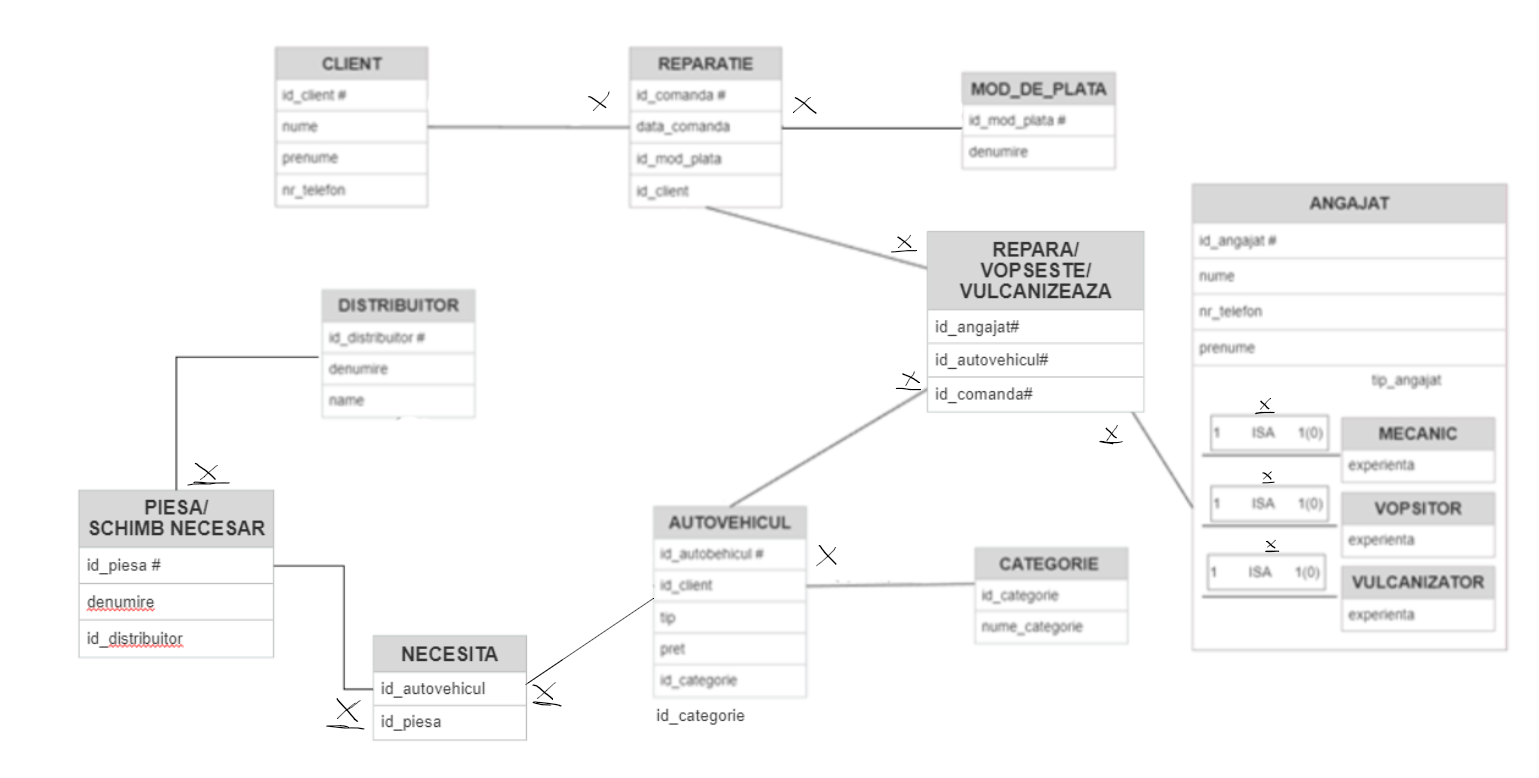 CLIENT
id_client #
nume
prenume
nr_telefon
REPARATIE
id_comanda #
data_comanda
id_mod_plata
id_client
X
X
MOD_DE_PLATA
id_mod_plata #
denumire
ANGAJAT
id_angajat #
nume
nr_telefon
prenume
tip_angajat
X
1 ISA 1(0)
MECANIC
experienta
X
1 ISA 1(0)
VOPSITOR
experienta
X
1 ISA 1(0)
VULCANIZATOR
experienta
X
REPARA/
VOPSESTE/
VULCANIZEAZA
id_angajat#
id_autovehicul#
id_comanda#
X
X
DISTRIBUITOR
id_distribuitor #
denumire
name
X
PIESA/
SCHIMB NECESAR
id_piesa #
denumire
id_distribuitor
NECESITA
id_autovehicul
id_piesa
X
X
AUTOVEHICUL
id_autobehicul #
id_client
tip
pret
id_categorie
id_categorie
X
CATEGORIE
id_categorie
nume_categorie